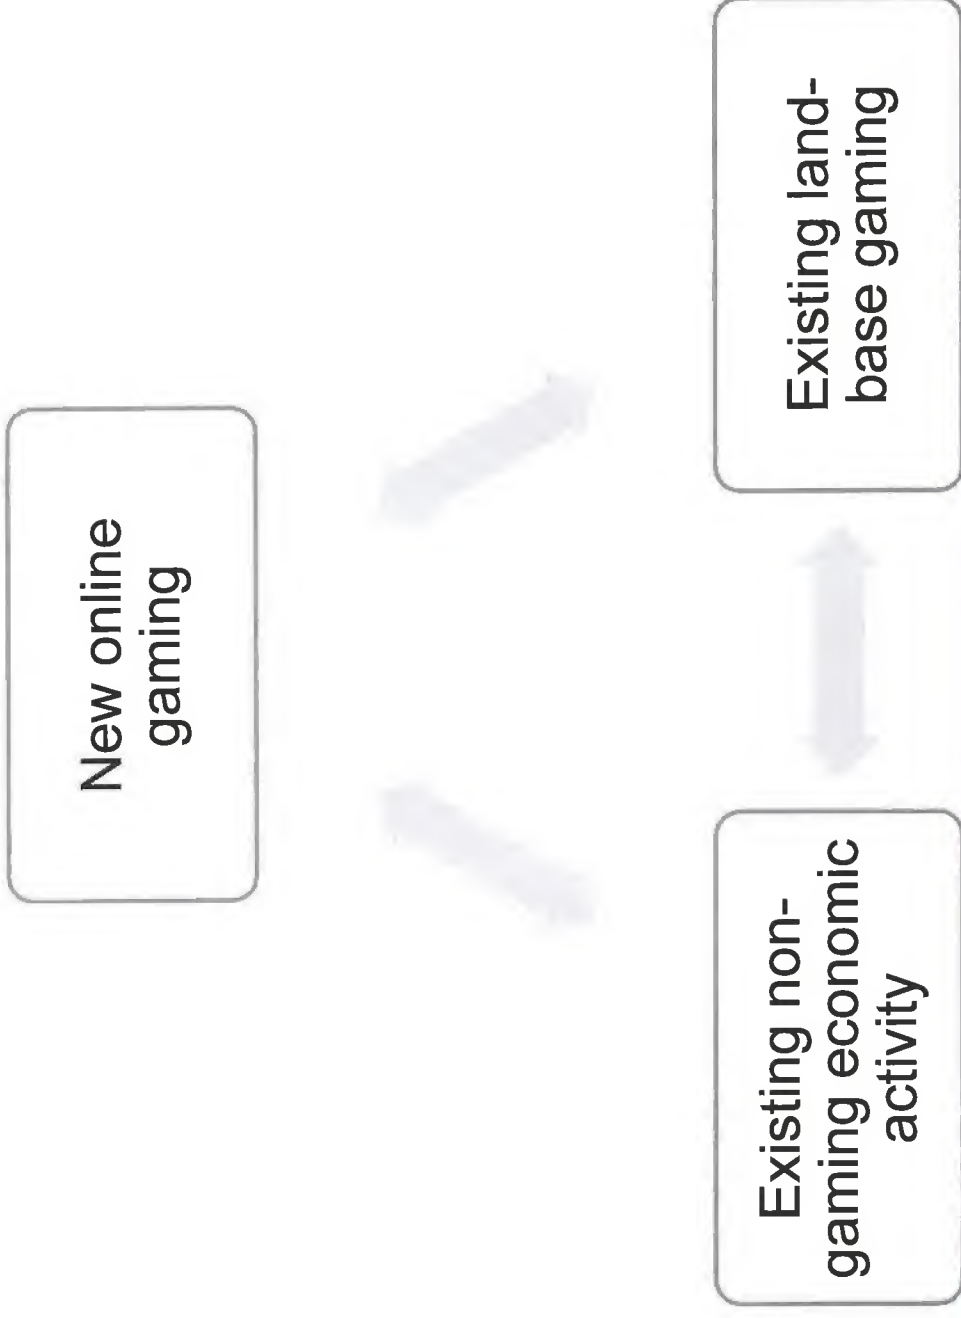 New online
gaming
Existing non-
gaming economic
activity
Existing land-
base gaming